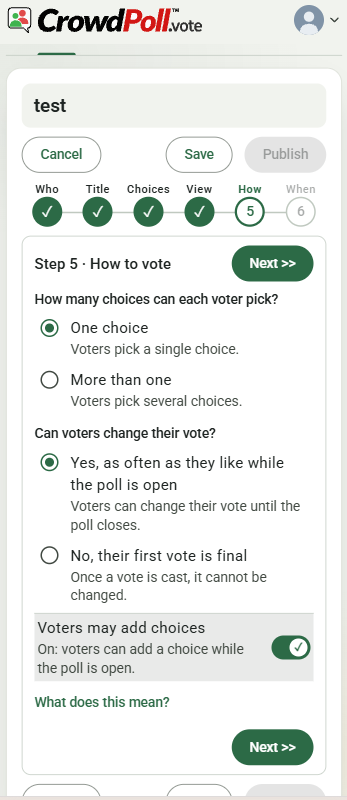 CrowdPoll™.vote
test
Cancel
Save
Publish
Who
Title
Choices
View
How
When
5
6
Step 5 · How to vote
Next >>
How many choices can each voter pick?
One choice
Voters pick a single choice.
More than one
Voters pick several choices.
Can voters change their vote?
Yes, as often as they like while
the poll is open
Voters can change their vote until the
poll closes.
No, their first vote is final
Once a vote is cast, it cannot be
changed.
Voters may add choices
On: voters can add a choice while
the poll is open.
What does this mean?
Next >>